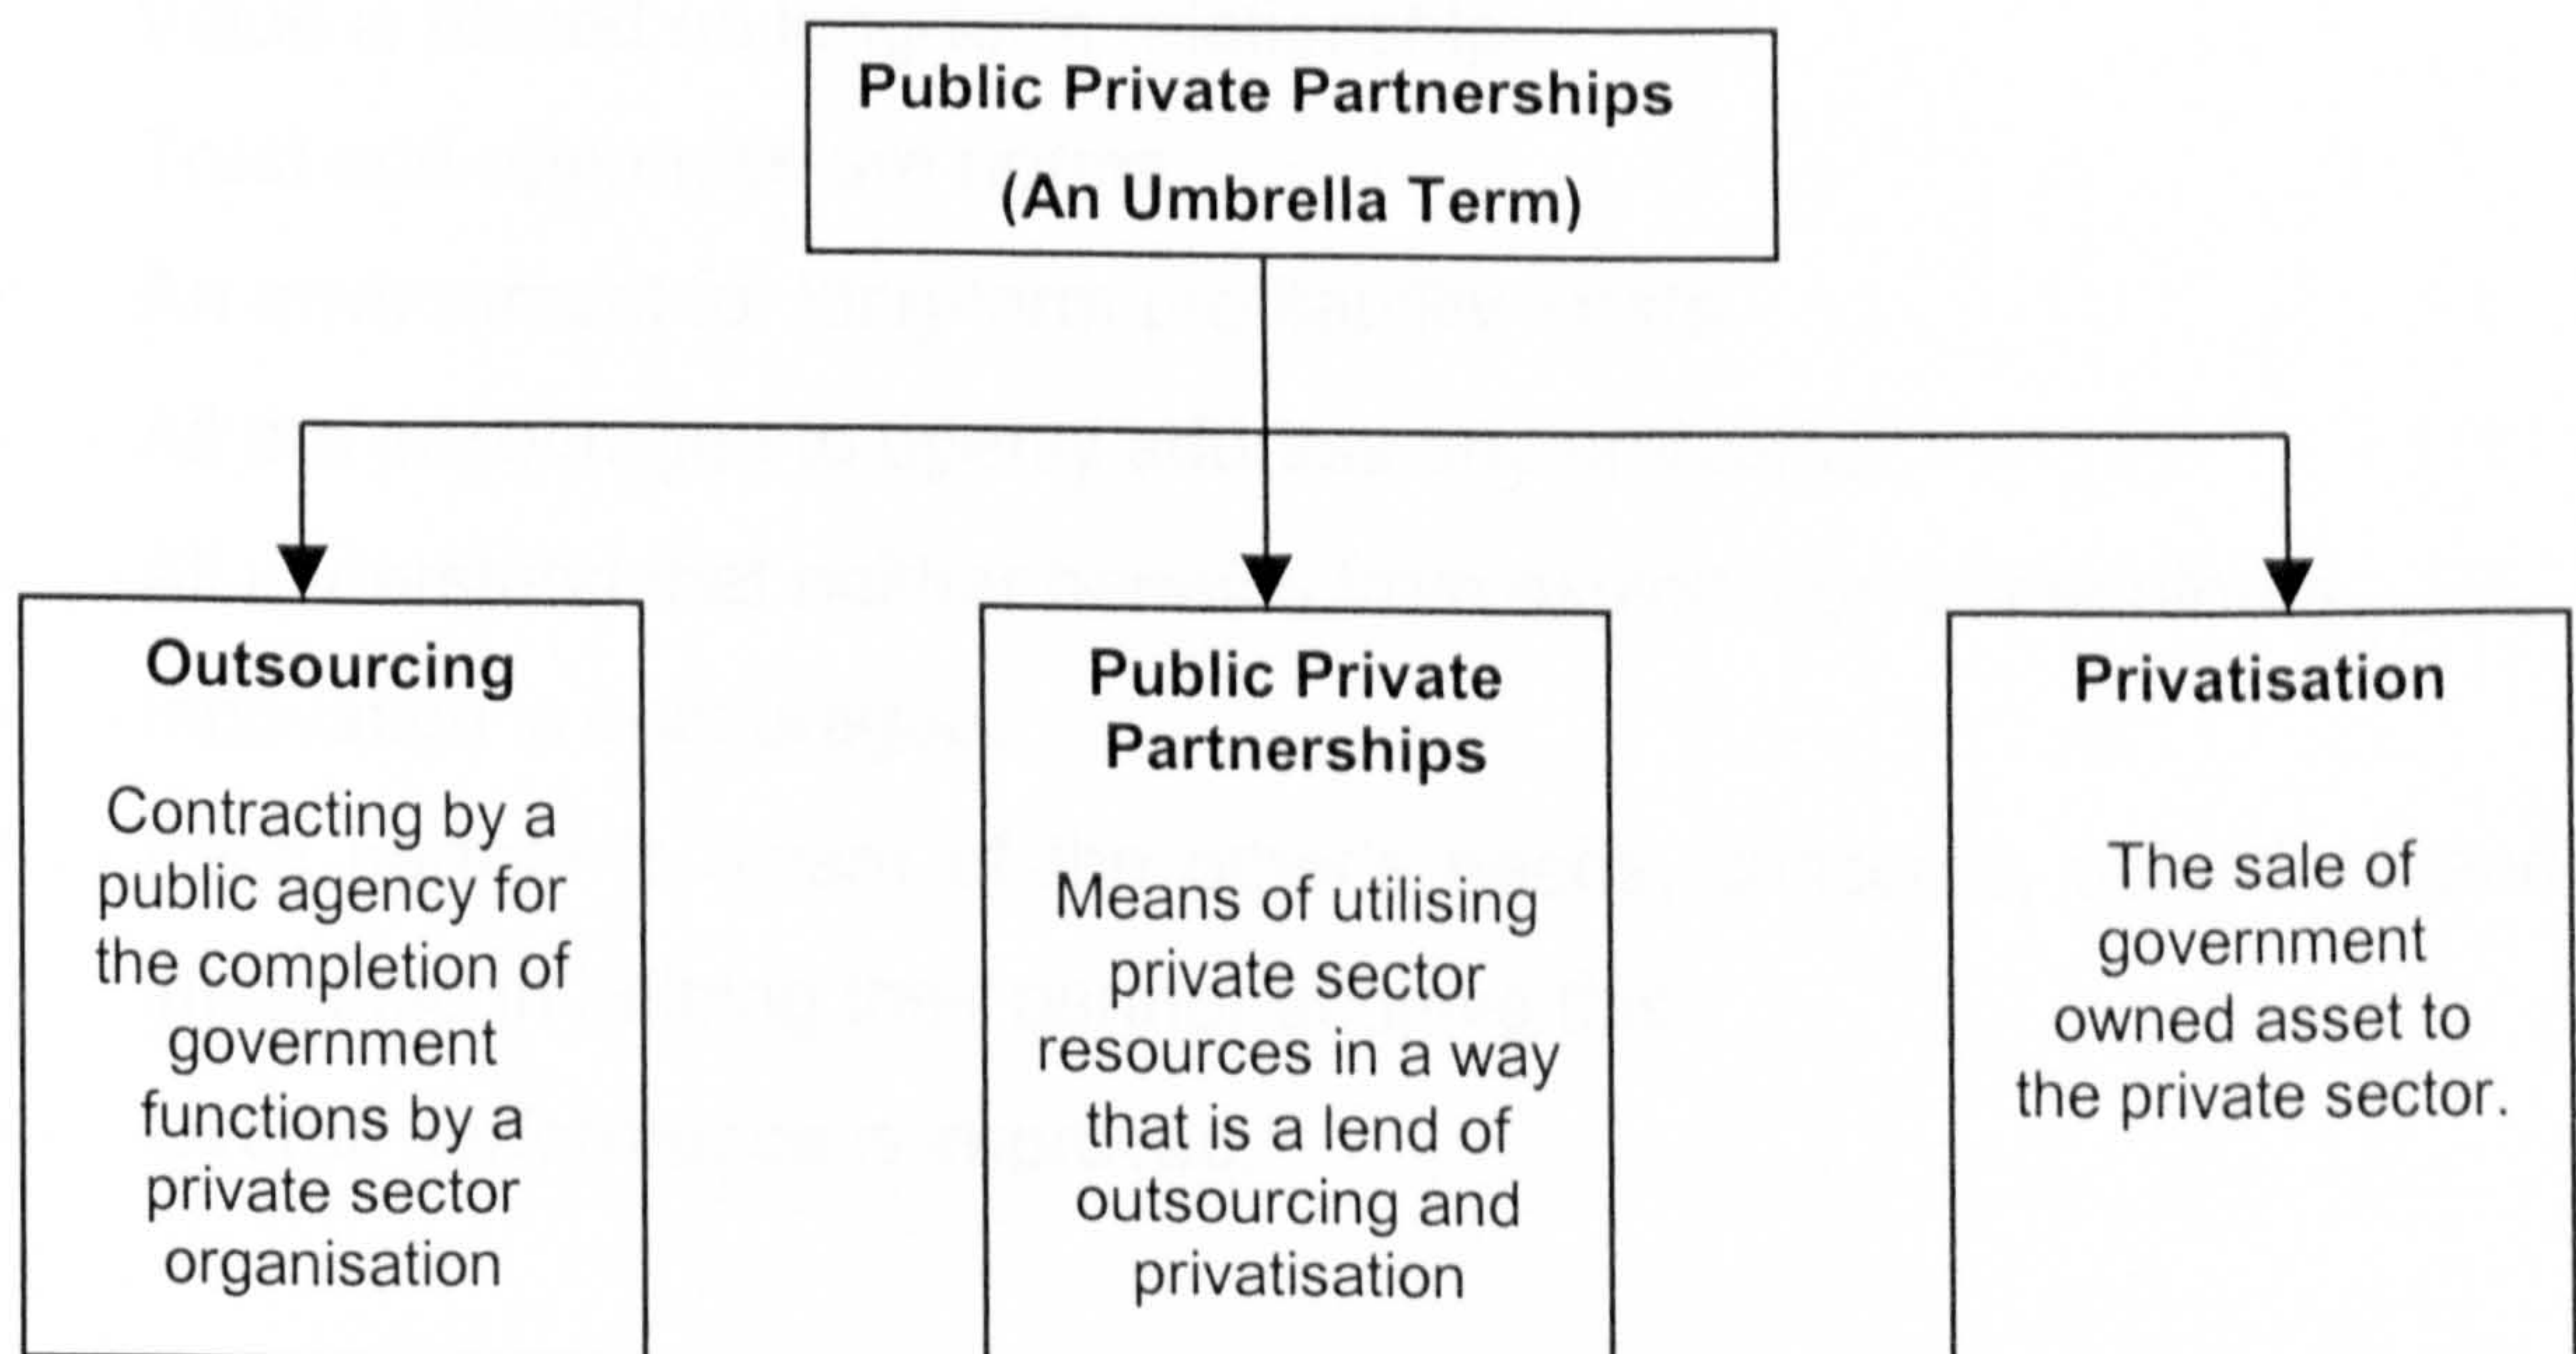 Public Private Partnerships
(An Umbrella Term)
Outsourcing
Contracting by a
public agency for
the completion of
government
functions by a
private sector
organisation
Public Private
Partnerships
Means of utilising
private sector
resources in a way
that is a lend of
outsourcing and
privatisation
Privatisation
The sale of
government
owned asset to
the private sector.